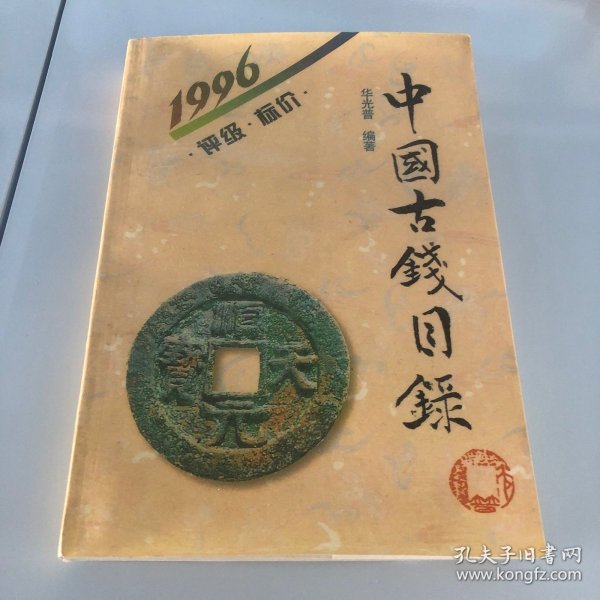 1996
·评级·标价·
华光普 编著
中國古錢目錄
順天元寶
孔夫子旧書网
www.kongfz.com